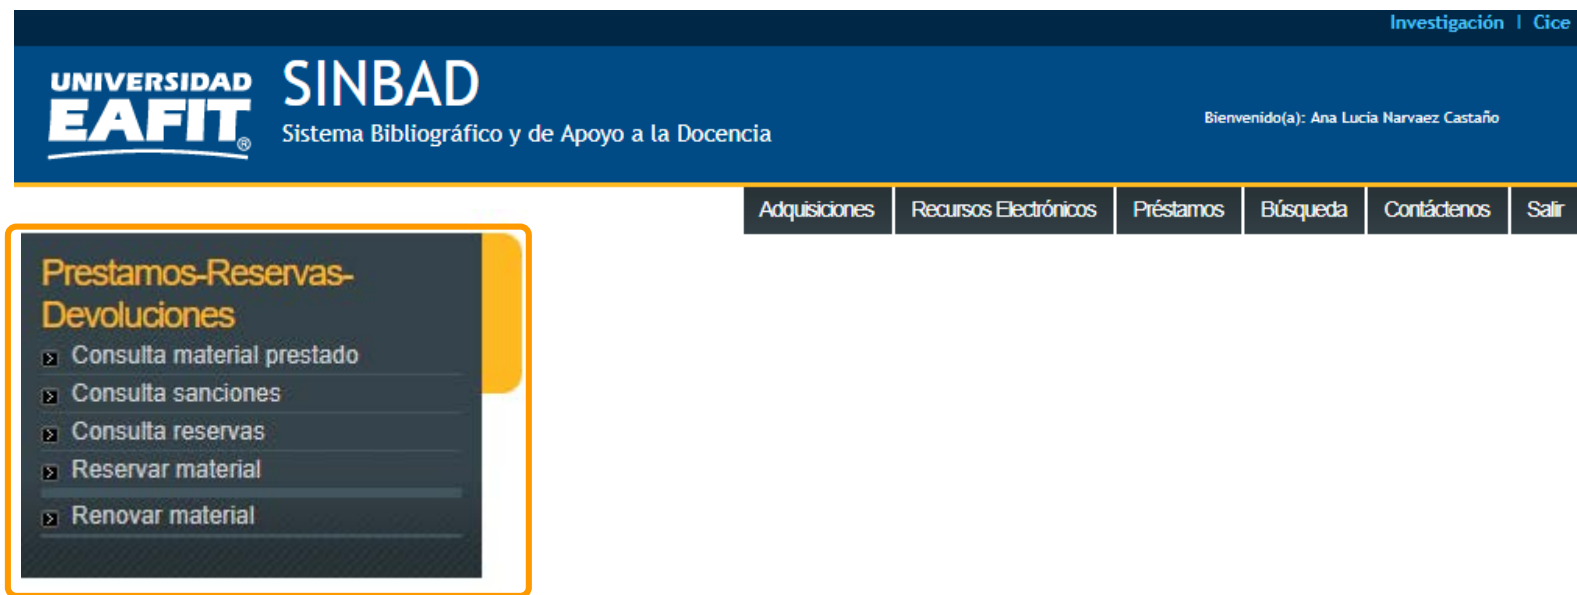 Investigación | Cice
UNIVERSIDAD
EAFIT®
SINBAD
Sistema Bibliográfico y de Apoyo a la Docencia
Bienvenido(a): Ana Lucia Narvaez Castaño
Adquisiciones Recursos Electrónicos Préstamos Búsqueda Contáctenos Salir
Prestamos-Reservas-
Devoluciones
Consulta material prestado
Consulta sanciones
Consulta reservas
Reservar material
Renovar material